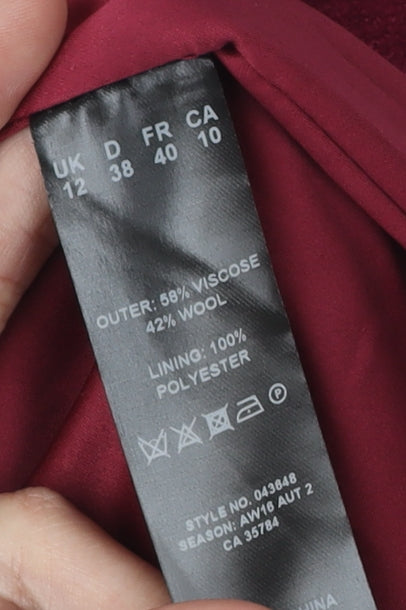 UK D FR CA
12 38 40 10
OUTER: 58% VISCOSE
42% WOOL
LINING: 100%
POLYESTER
P
STYLE NO. 043648
SEASON: AW16 AUT 2
CA 35784